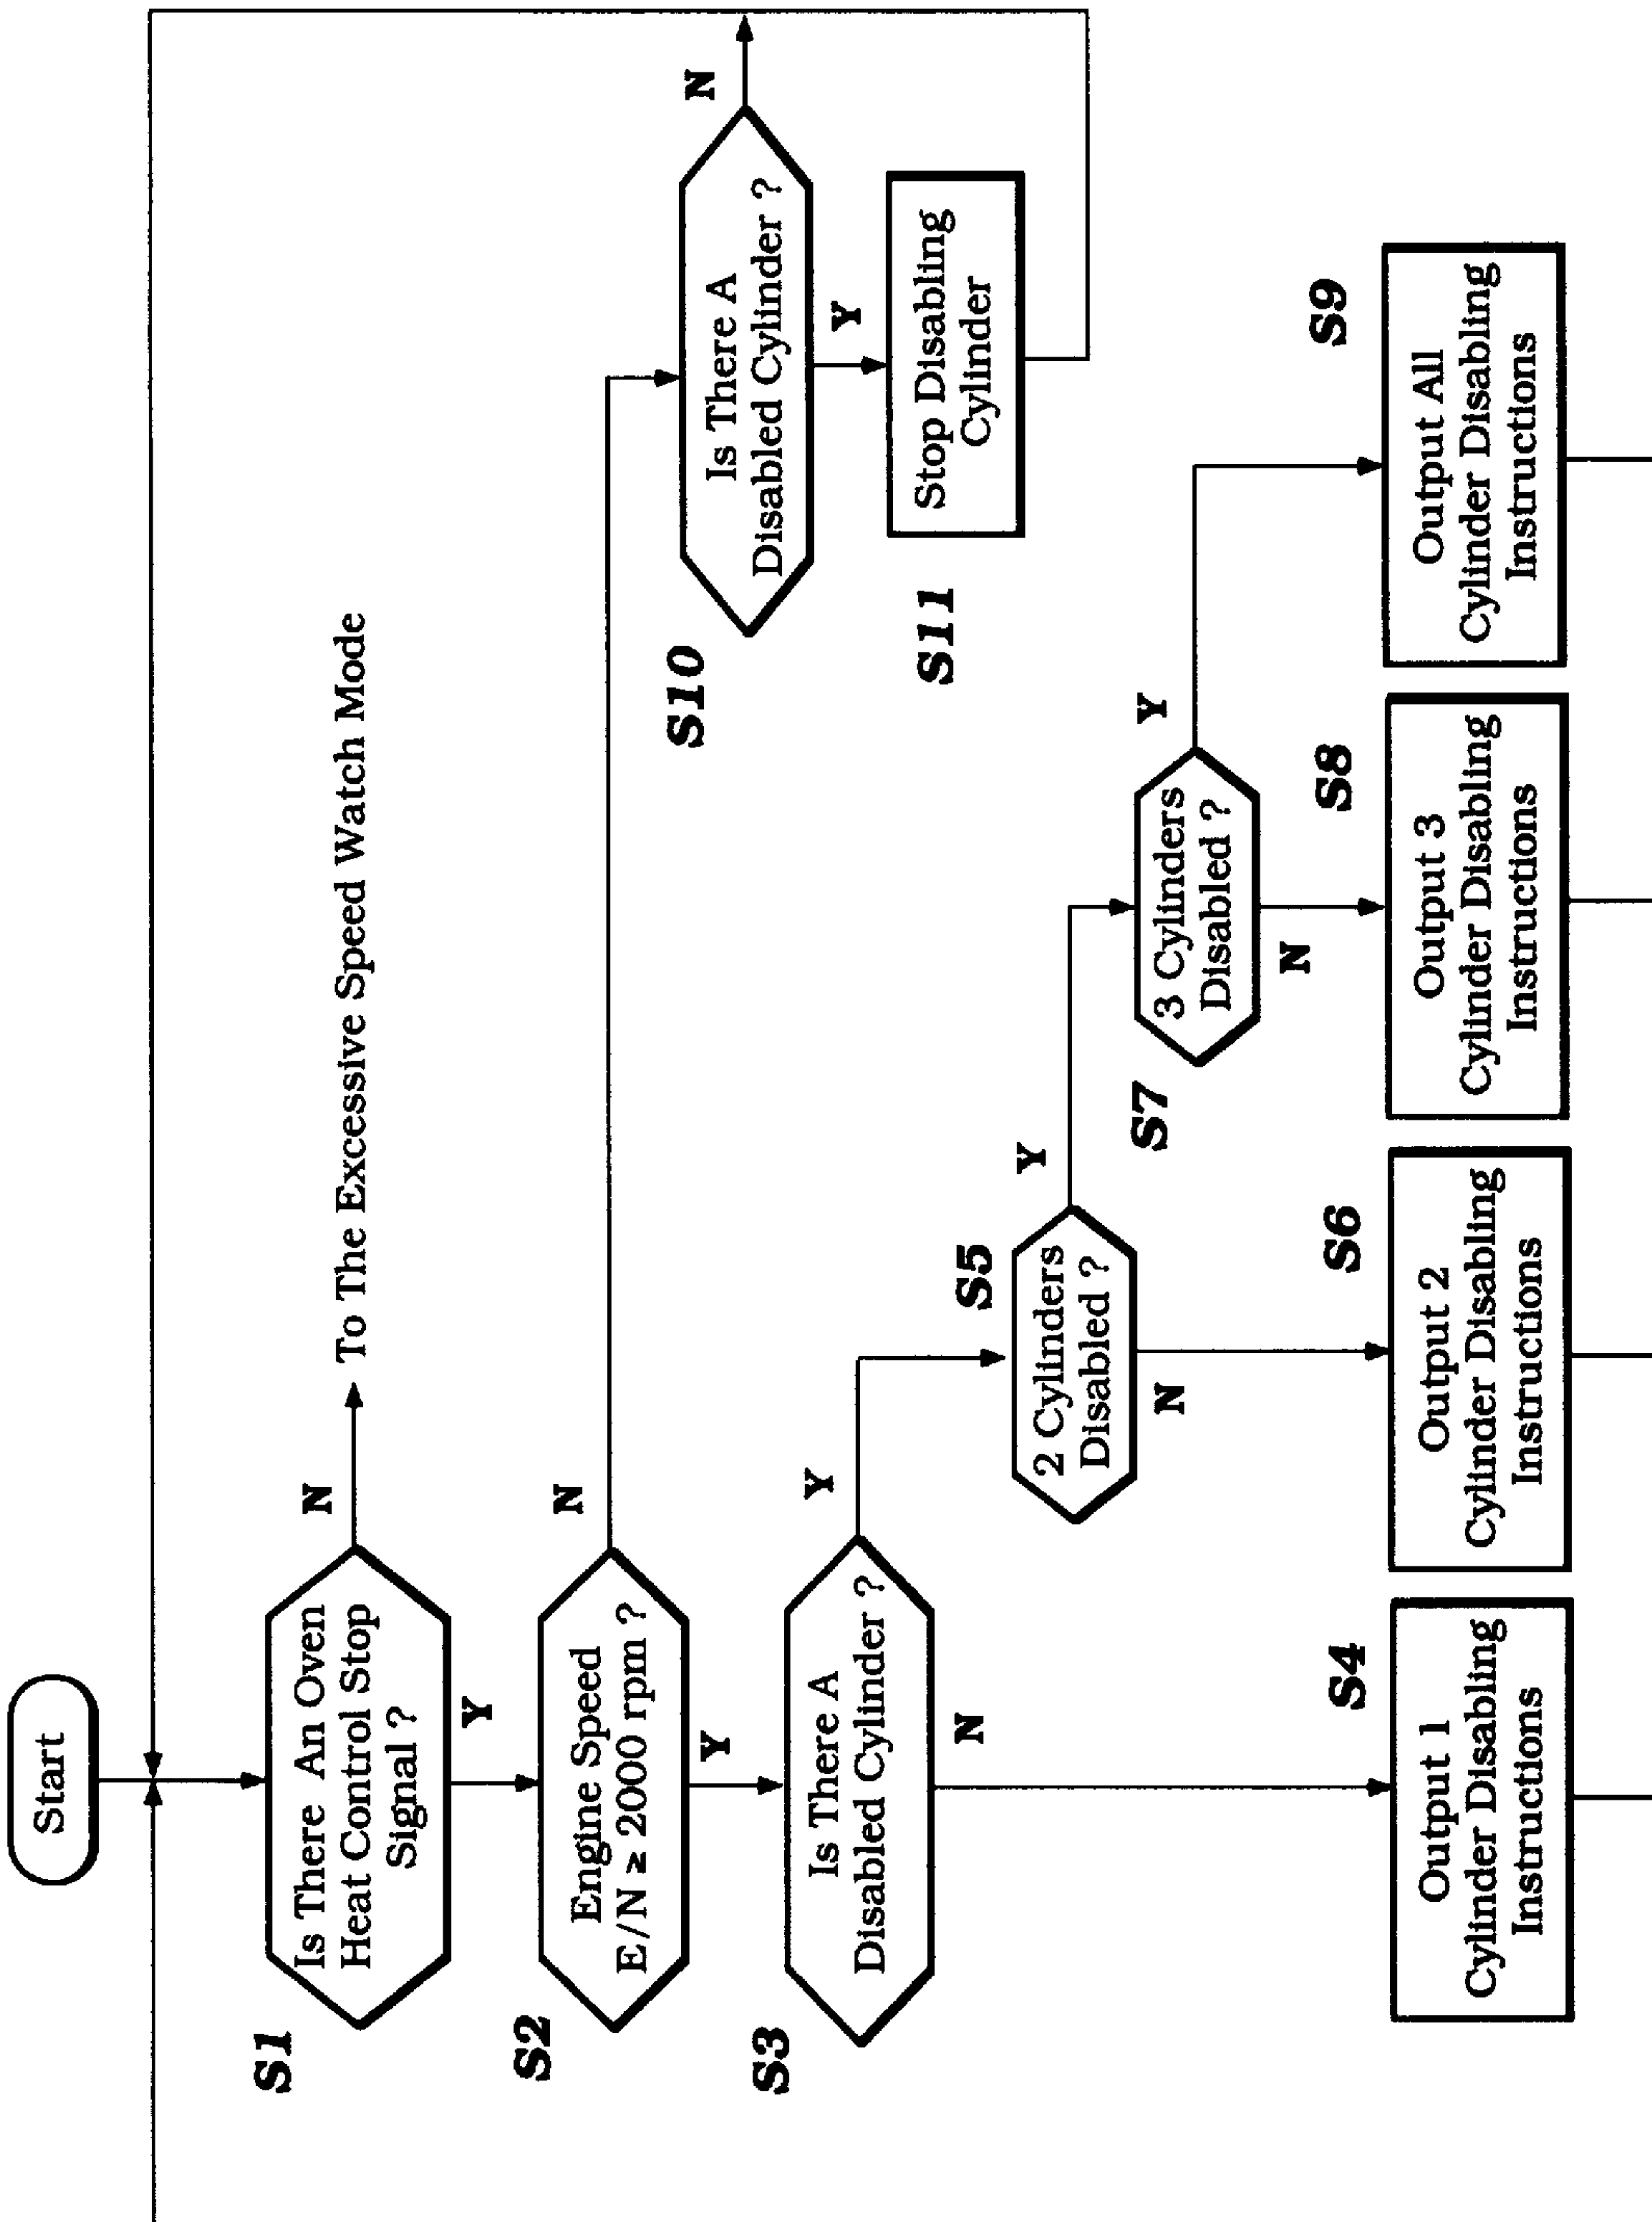 Start
S1
Is There An Oven
Heat Control Stop
Signal ?
N
To The Excessive Speed Watch Mode
Y
S2
Engine Speed
E/N ≥ 2000 rpm ?
N
Y
S3
Is There A
Disabled Cylinder ?
Y
N
S10
Is There A
Disabled Cylinder ?
N
Y
S11
Stop Disabling
Cylinder
S5
2 Cylinders
Disabled ?
Y
N
S7
3 Cylinders
Disabled ?
Y
N
S4
Output 1
Cylinder Disabling
Instructions
S6
Output 2
Cylinder Disabling
Instructions
S8
Output 3
Cylinder Disabling
Instructions
S9
Output All
Cylinder Disabling
Instructions